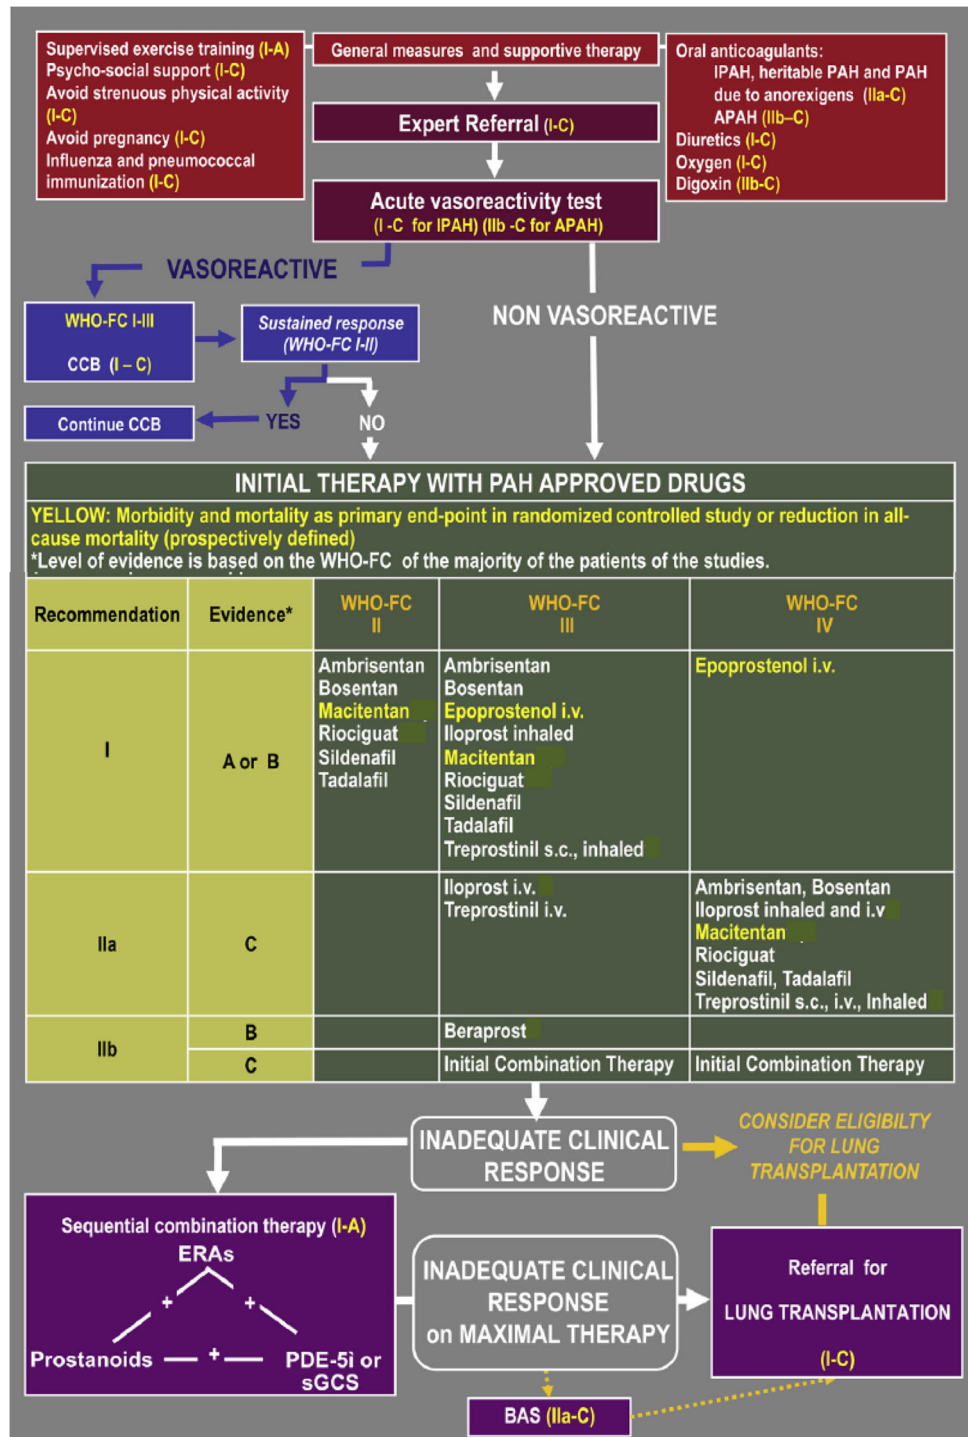 Supervised exercise training (I-A)
Psycho-social support (I-C)
Avoid strenuous physical activity
(I-C)
Avoid pregnancy (I-C)
Influenza and pneumococcal
immunization (I-C)
General measures and supportive therapy
Oral anticoagulants:
IPAH, heritable PAH and PAH
due to anorexigens (IIa-C)
APAH (IIb–C)
Diuretics (I-C)
Oxygen (I-C)
Digoxin (IIb-C)
Expert Referral (I-C)
Acute vasoreactivity test
(I -C for IPAH) (IIb -C for APAH)
VASOREACTIVE
NON VASOREACTIVE
WHO-FC I-III
CCB (I – C)
Sustained response
(WHO-FC I-II)
Continue CCB
YES
NO
INITIAL THERAPY WITH PAH APPROVED DRUGS
YELLOW: Morbidity and mortality as primary end-point in randomized controlled study or reduction in all-
cause mortality (prospectively defined)
*Level of evidence is based on the WHO-FC of the majority of the patients of the studies.
Recommendation
Evidence*
WHO-FC
II
WHO-FC
III
WHO-FC
IV
I
A or B
Ambrisentan
Bosentan
Macitentan
Riociguat
Sildenafil
Tadalafil
Ambrisentan
Bosentan
Epoprostenol i.v.
Iloprost inhaled
Macitentan
Riociguat
Sildenafil
Tadalafil
Treprostinil s.c., inhaled
Epoprostenol i.v.
IIa
C
Iloprost i.v.
Treprostinil i.v.
Ambrisentan, Bosentan
Iloprost inhaled and i.v
Macitentan
Riociguat
Sildenafil, Tadalafil
Treprostinil s.c., i.v., Inhaled
IIb
B
Beraprost
C
Initial Combination Therapy
Initial Combination Therapy
INADEQUATE CLINICAL
RESPONSE
CONSIDER ELIGIBILTY
FOR LUNG
TRANSPLANTATION
Sequential combination therapy (I-A)
ERAs
+
+
Prostanoids
+
PDE-5ì or
sGCS
INADEQUATE CLINICAL
RESPONSE
on MAXIMAL THERAPY
Referral for
LUNG TRANSPLANTATION
(I-C)
BAS (IIa-C)